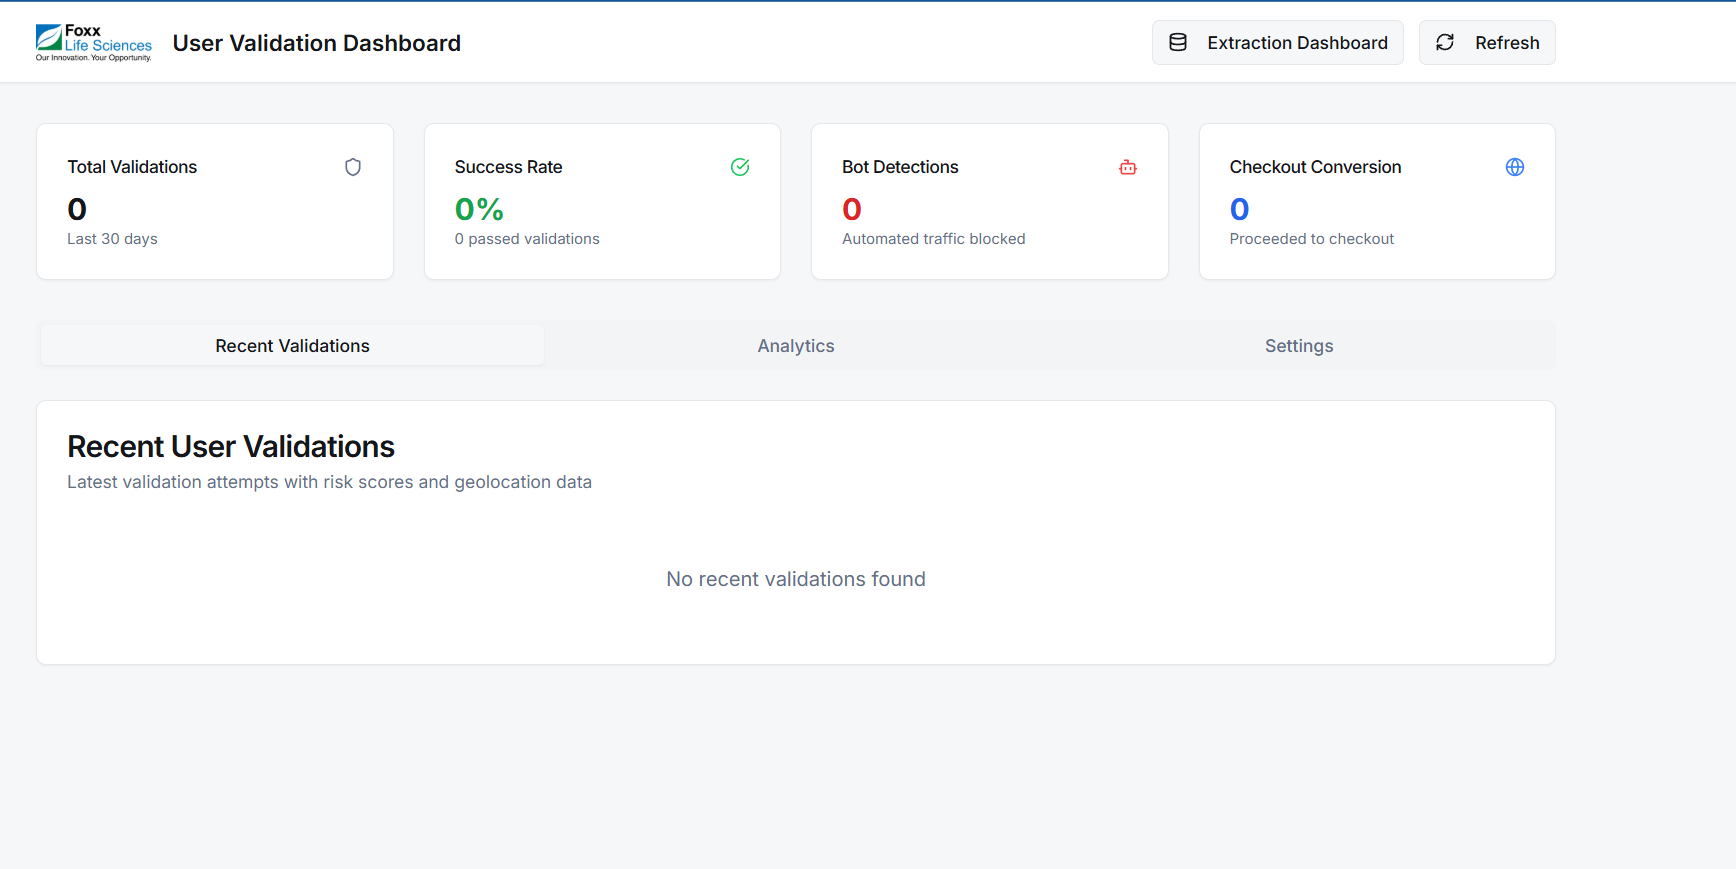 Foxx
Life Sciences
Our Innovation. Your Opportunity.
User Validation Dashboard
Extraction Dashboard
Refresh
Total Validations
0
Last 30 days
Success Rate
0%
0 passed validations
Bot Detections
0
Automated traffic blocked
Checkout Conversion
0
Proceeded to checkout
Recent Validations
Analytics
Settings
Recent User Validations
Latest validation attempts with risk scores and geolocation data
No recent validations found